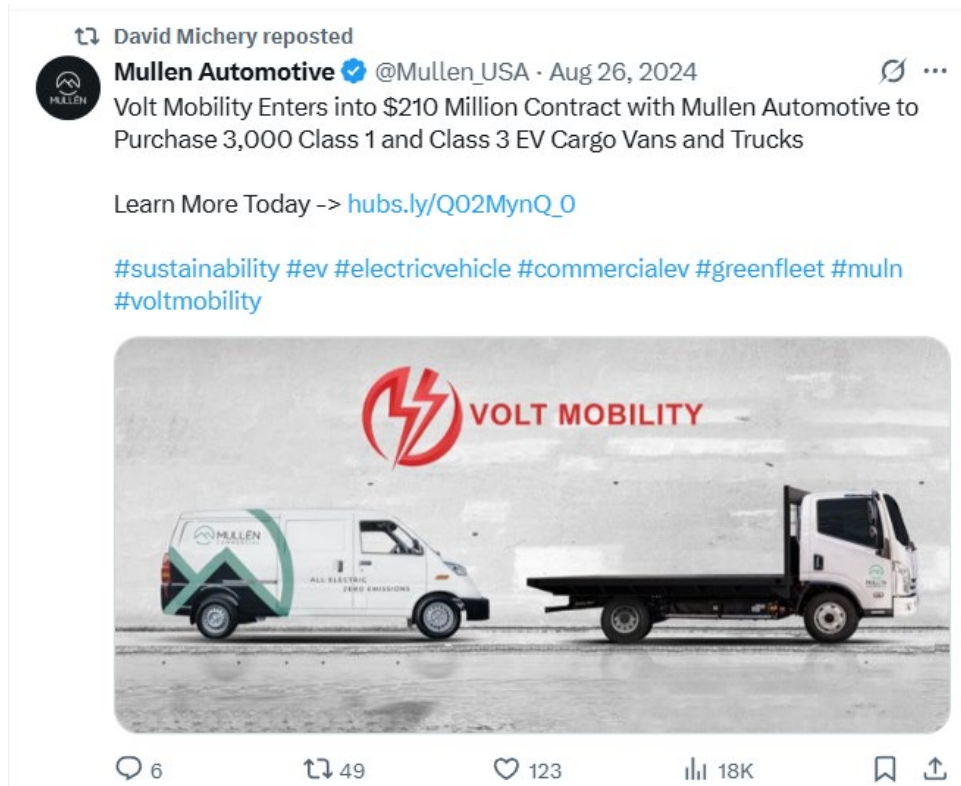 David Michery reposted
Mullen Automotive @Mullen_USA · Aug 26, 2024
Volt Mobility Enters into $210 Million Contract with Mullen Automotive to
Purchase 3,000 Class 1 and Class 3 EV Cargo Vans and Trucks
Learn More Today -> hubs.ly/Q02MynQ_0
#sustainability #ev #electricvehicle #commercialev #greenfleet #muln
#voltmobility
MULLEN
VOLT MOBILITY
MULLEN
COMMERCIAL
ALL ELECTRIC
ZERO EMISSIONS
MULLEN
6 49 123 18K